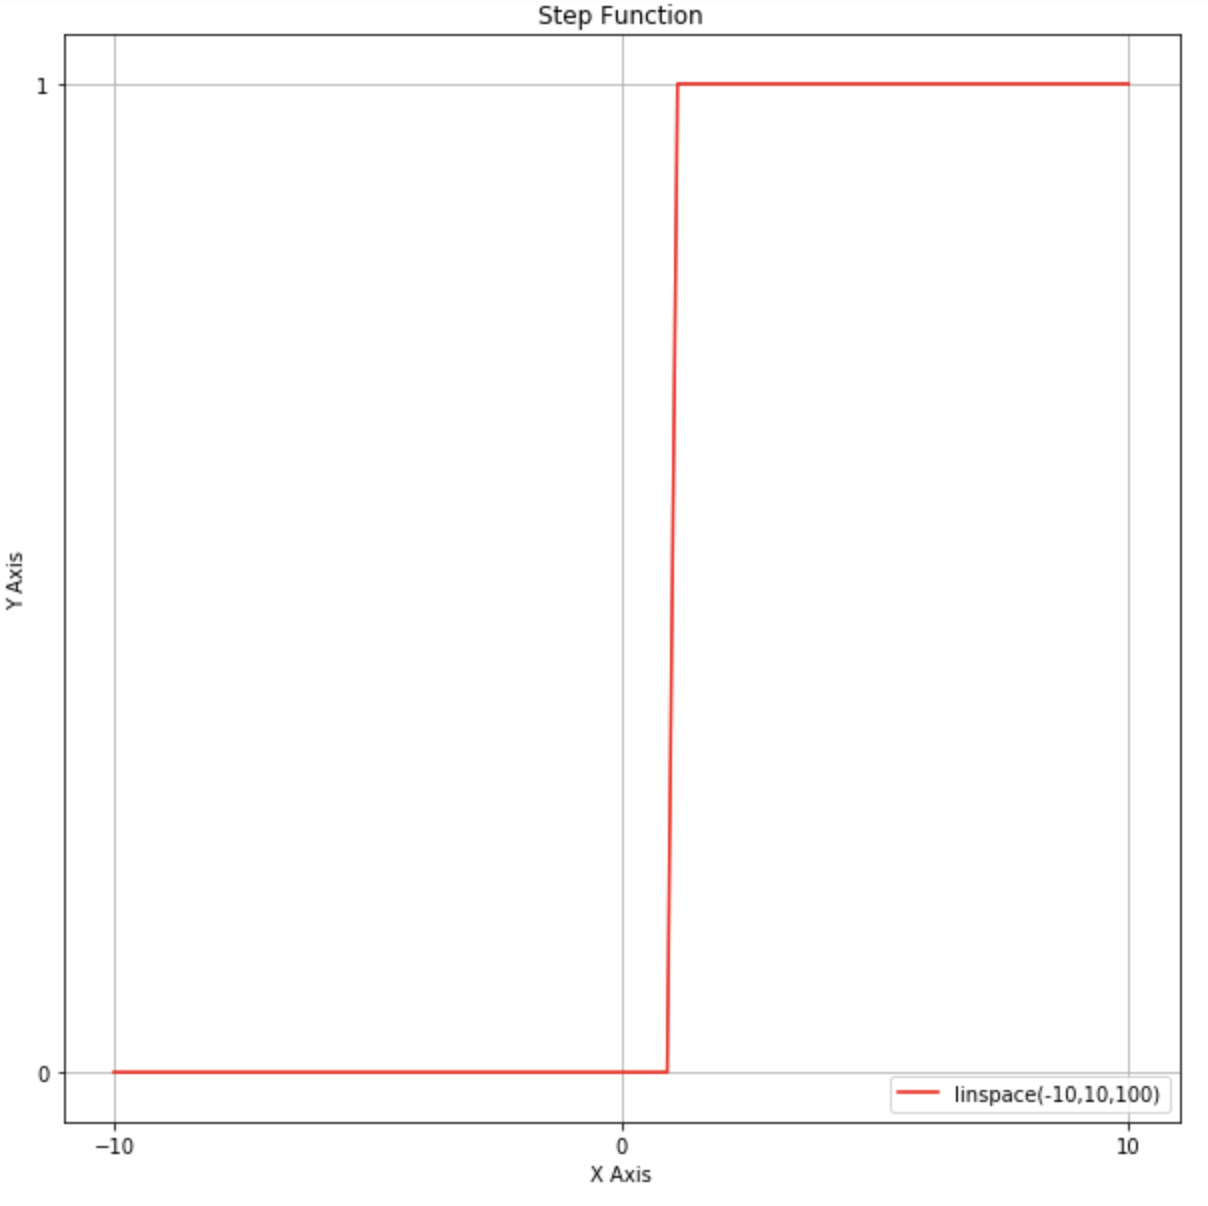 Step Function
1
Y Axis
0
linspace(-10,10,100)
−10
0
10
X Axis